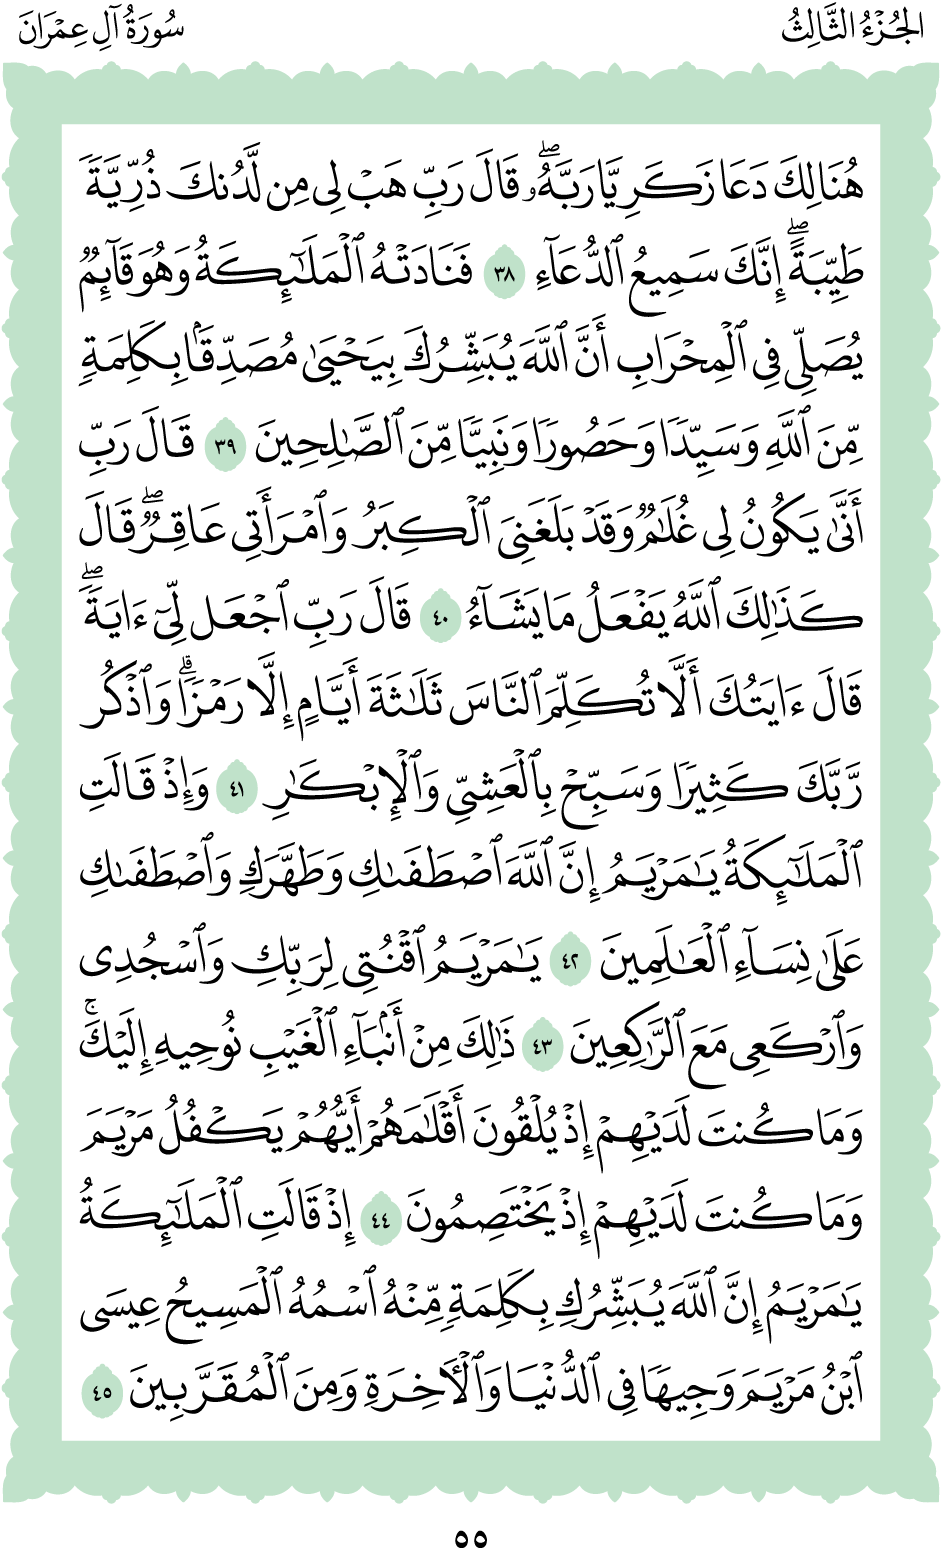 الجُزْءُ الثَّالِثُ
سُورَةُ آلِ عِمْرَانَ
هُنَالِكَ دَعَا زَكَرِيَّا رَبَّهُۥۖ قَالَ رَبِّ هَبْ لِى مِن لَّدُنكَ ذُرِّيَّةً
طَيِّبَةًۖ إِنَّكَ سَمِيعُ ٱلدُّعَآءِ ٣٨ فَنَادَتْهُ ٱلْمَلَٰٓئِكَةُ وَهُوَ قَآئِمٌ
يُصَلِّى فِى ٱلْمِحْرَابِ أَنَّ ٱللَّهَ يُبَشِّرُكَ بِيَحْيَىٰ مُصَدِّقًۢا بِكَلِمَةٍ
مِّنَ ٱللَّهِ وَسَيِّدًا وَحَصُورًا وَنَبِيًّا مِّنَ ٱلصَّٰلِحِينَ ٣٩ قَالَ رَبِّ
أَنَّىٰ يَكُونُ لِى غُلَٰمٌ وَقَدْ بَلَغَنِىَ ٱلْكِبَرُ وَٱمْرَأَتِى عَاقِرٌۖ قَالَ
كَذَٰلِكَ ٱللَّهُ يَفْعَلُ مَا يَشَآءُ ٤٠ قَالَ رَبِّ ٱجْعَل لِّىٓ ءَايَةًۖ
قَالَ ءَايَتُكَ أَلَّا تُكَلِّمَ ٱلنَّاسَ ثَلَٰثَةَ أَيَّامٍ إِلَّا رَمْزًاۗ وَٱذْكُر
رَّبَّكَ كَثِيرًا وَسَبِّحْ بِٱلْعَشِىِّ وَٱلْإِبْكَٰرِ ٤١ وَإِذْ قَالَتِ
ٱلْمَلَٰٓئِكَةُ يَٰمَرْيَمُ إِنَّ ٱللَّهَ ٱصْطَفَىٰكِ وَطَهَّرَكِ وَٱصْطَفَىٰكِ
عَلَىٰ نِسَآءِ ٱلْعَٰلَمِينَ ٤٢ يَٰمَرْيَمُ ٱقْنُتِى لِرَبِّكِ وَٱسْجُدِى
وَٱرْكَعِى مَعَ ٱلرَّٰكِعِينَ ٤٣ ذَٰلِكَ مِنْ أَنۢبَآءِ ٱلْغَيْبِ نُوحِيهِ إِلَيْكَۚ
وَمَا كُنتَ لَدَيْهِمْ إِذْ يُلْقُونَ أَقْلَٰمَهُمْ أَيُّهُمْ يَكْفُلُ مَرْيَمَ
وَمَا كُنتَ لَدَيْهِمْ إِذْ يَخْتَصِمُونَ ٤٤ إِذْ قَالَتِ ٱلْمَلَٰٓئِكَةُ
يَٰمَرْيَمُ إِنَّ ٱللَّهَ يُبَشِّرُكِ بِكَلِمَةٍ مِّنْهُ ٱسْمُهُ ٱلْمَسِيحُ عِيسَى
ٱبْنُ مَرْيَمَ وَجِيهًا فِى ٱلدُّنْيَا وَٱلْءَاخِرَةِ وَمِنَ ٱلْمُقَرَّبِينَ ٤٥
٥٥